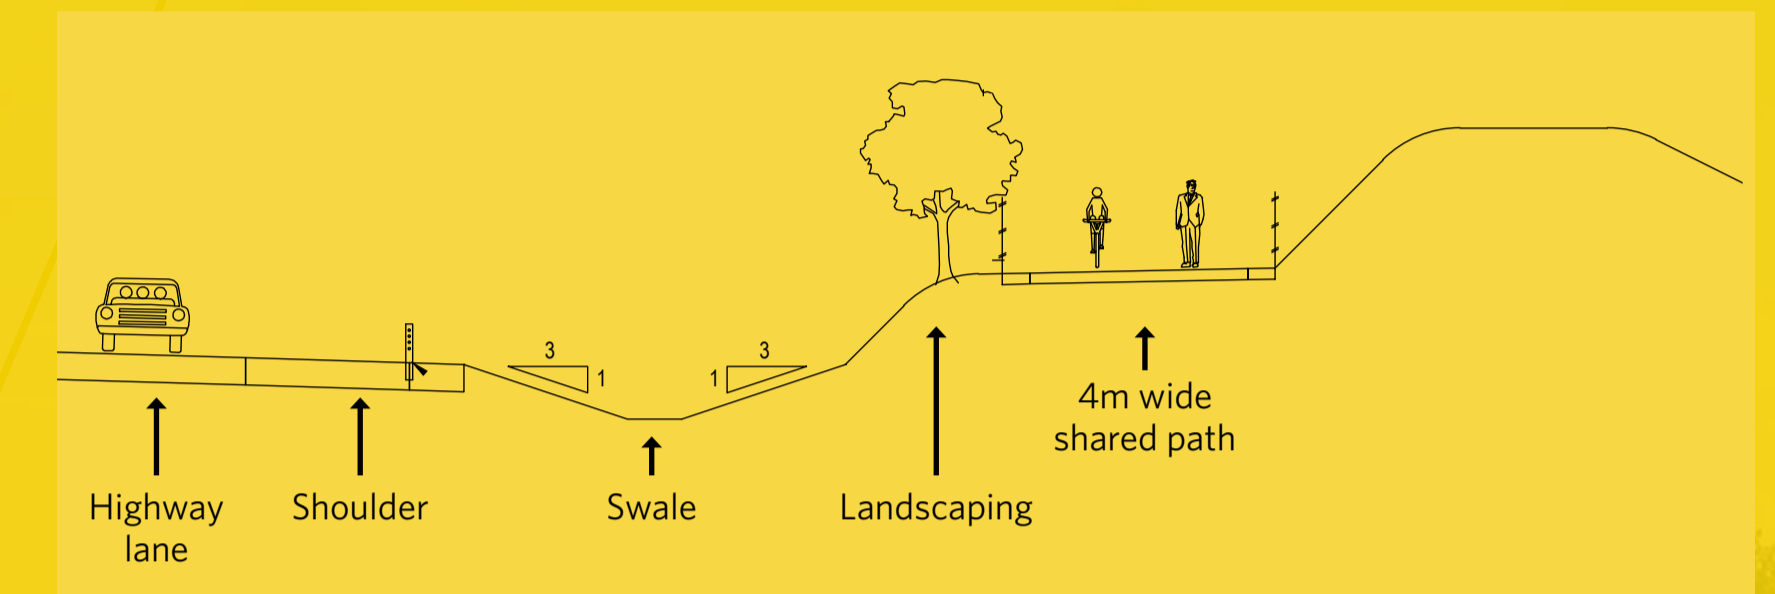 3
1
3
1
4m wide
shared path
Highway
lane
Shoulder
Swale
Landscaping